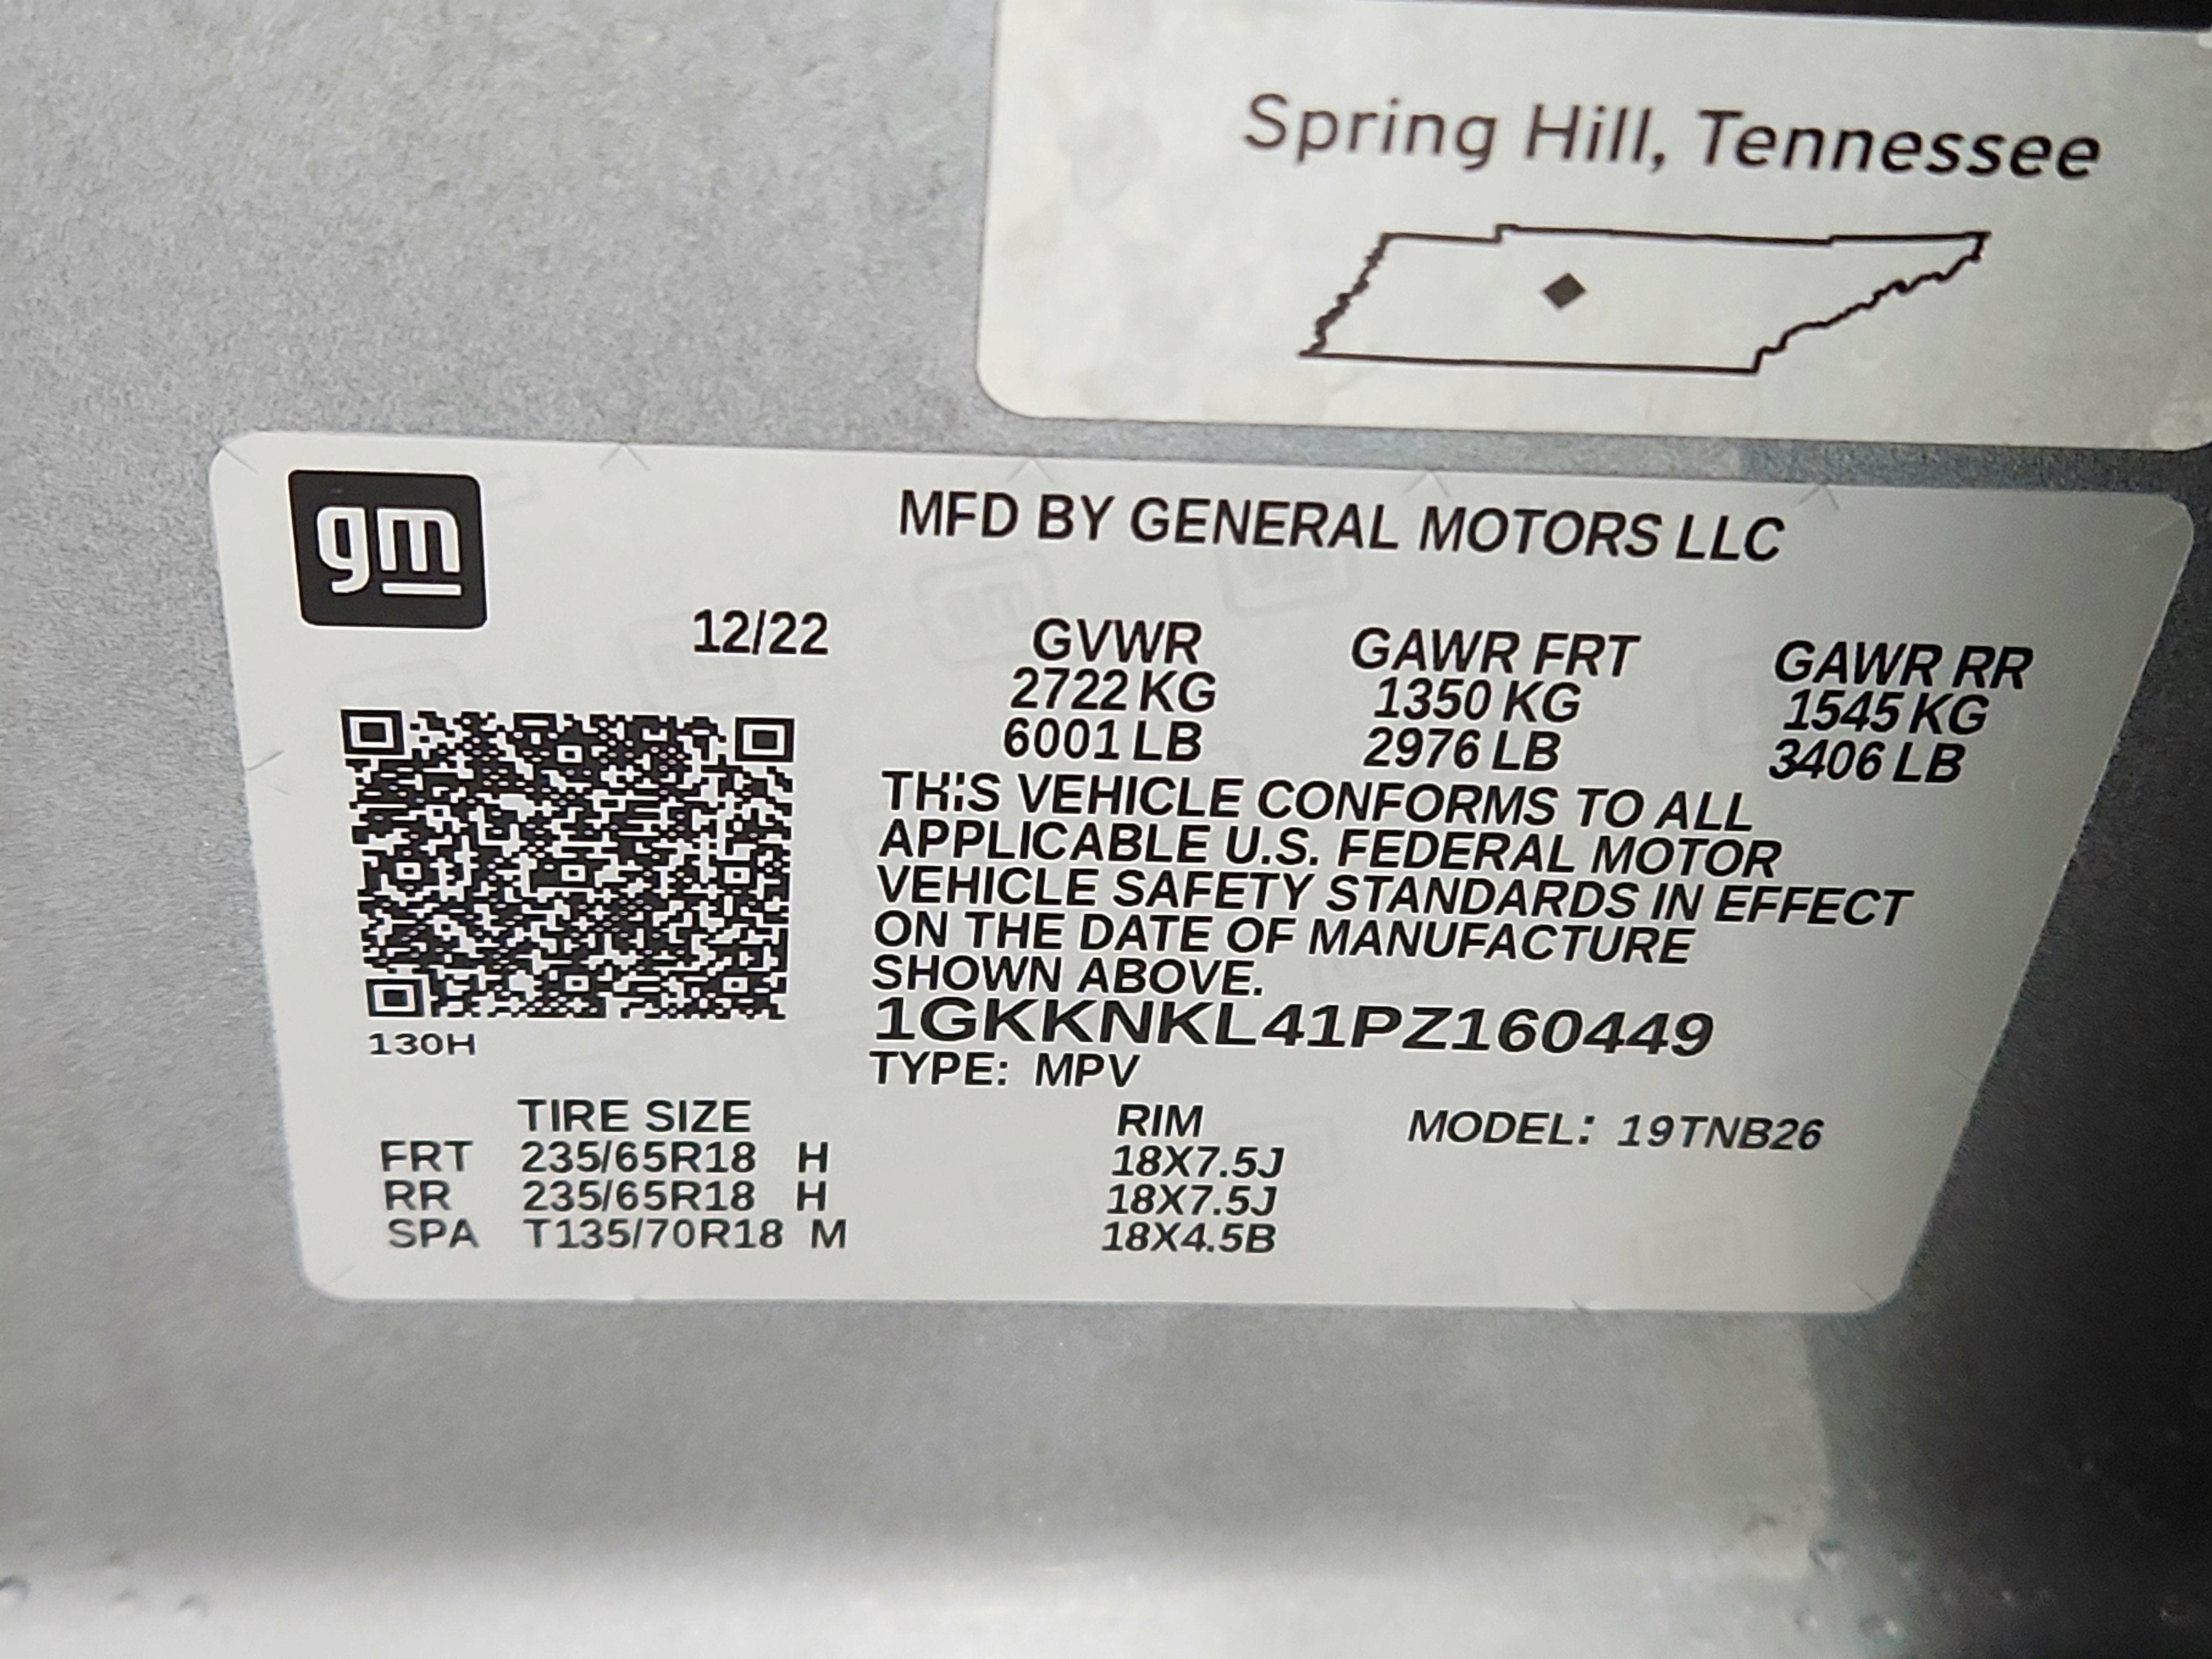 Spring Hill, Tennessee
gm
MFD BY GENERAL MOTORS LLC
12/22
GVWR GAWR FRT GAWR RR
2722 KG 1350 KG 1545 KG
6001 LB 2976 LB 3406 LB
THIS VEHICLE CONFORMS TO ALL
APPLICABLE U.S. FEDERAL MOTOR
VEHICLE SAFETY STANDARDS IN EFFECT
ON THE DATE OF MANUFACTURE
SHOWN ABOVE.
1GKKNKL41PZ160449
130H
TYPE: MPV
TIRE SIZE RIM MODEL: 19TNB26
FRT 235/65R18 H 18X7.5J
RR 235/65R18 H 18X7.5J
SPA T135/70R18 M 18X4.5B